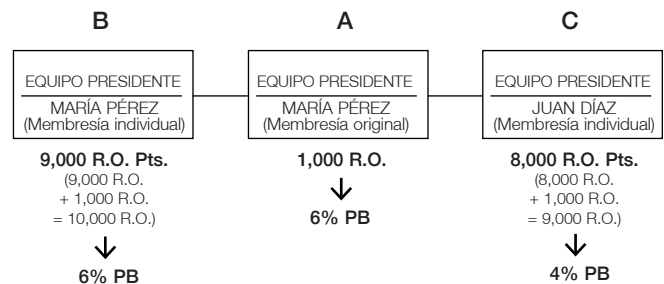 B
EQUIPO PRESIDENTE
MARÍA PÉREZ
(Membresía individual)
9,000 R.O. Pts.
(9,000 R.O.
+ 1,000 R.O.
= 10,000 R.O.)
6% PB
A
EQUIPO PRESIDENTE
MARÍA PÉREZ
(Membresía original)
1,000 R.O.
6% PB
C
EQUIPO PRESIDENTE
JUAN DÍAZ
(Membresía individual)
8,000 R.O. Pts.
(8,000 R.O.
+ 1,000 R.O.
= 9,000 R.O.)
4% PB